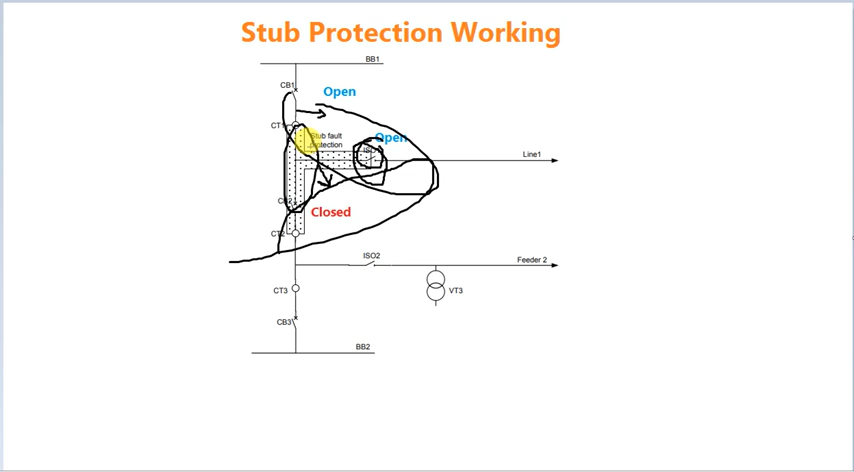 Stub Protection Working
BB1
CB1
Open
CT1
Stub fault
protection
Open
Line1
Closed
CT2
ISO2
Feeder 2
CT3
VT3
CB3
BB2